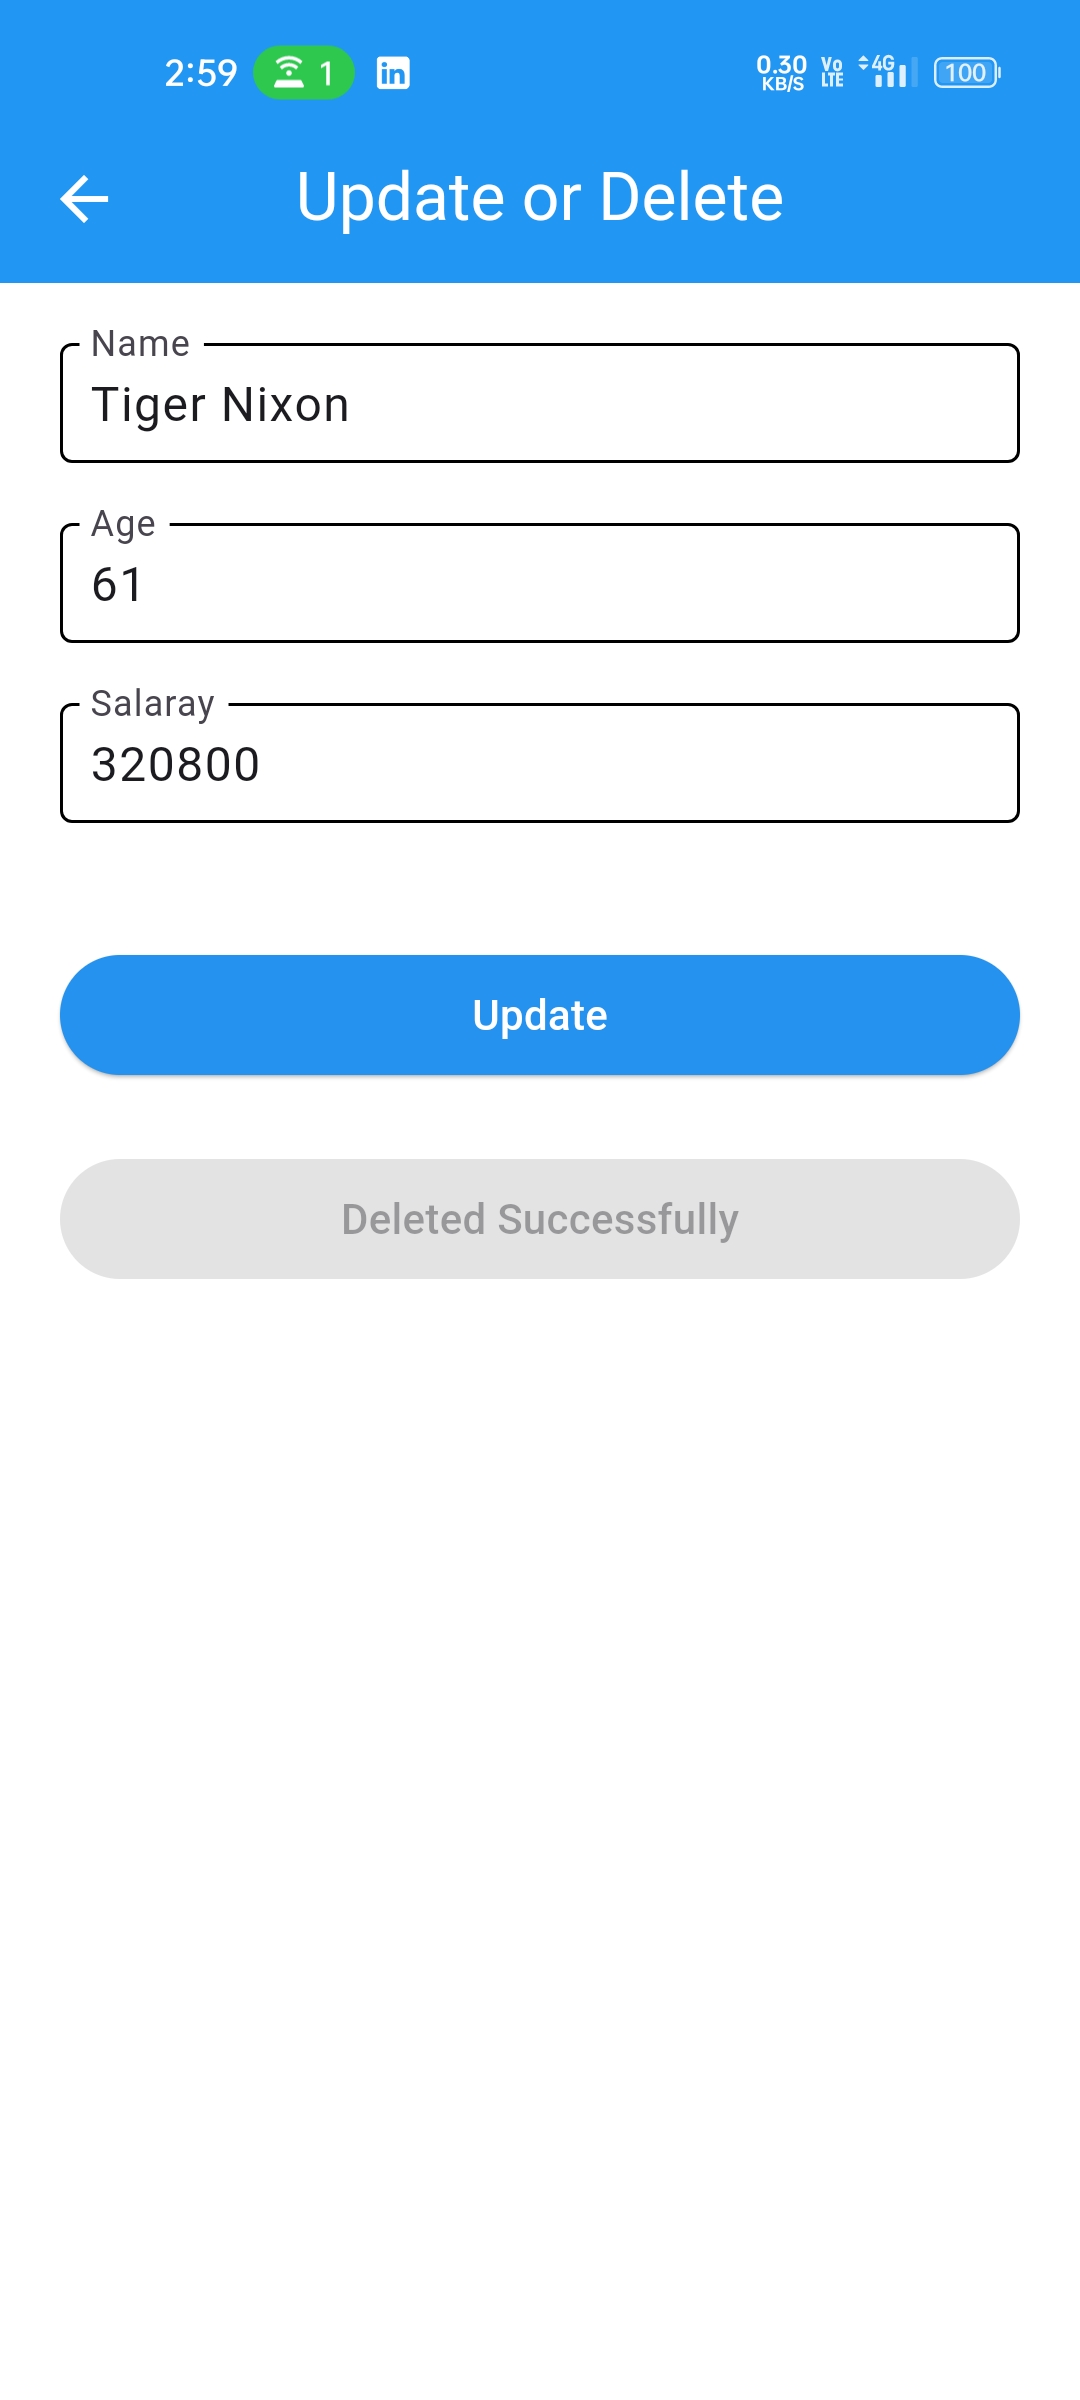 2:59 1 in 0.30 KB/S Vo LTE 4G 100
Update or Delete
Name
Tiger Nixon
Age
61
Salaray
320800
Update
Deleted Successfully